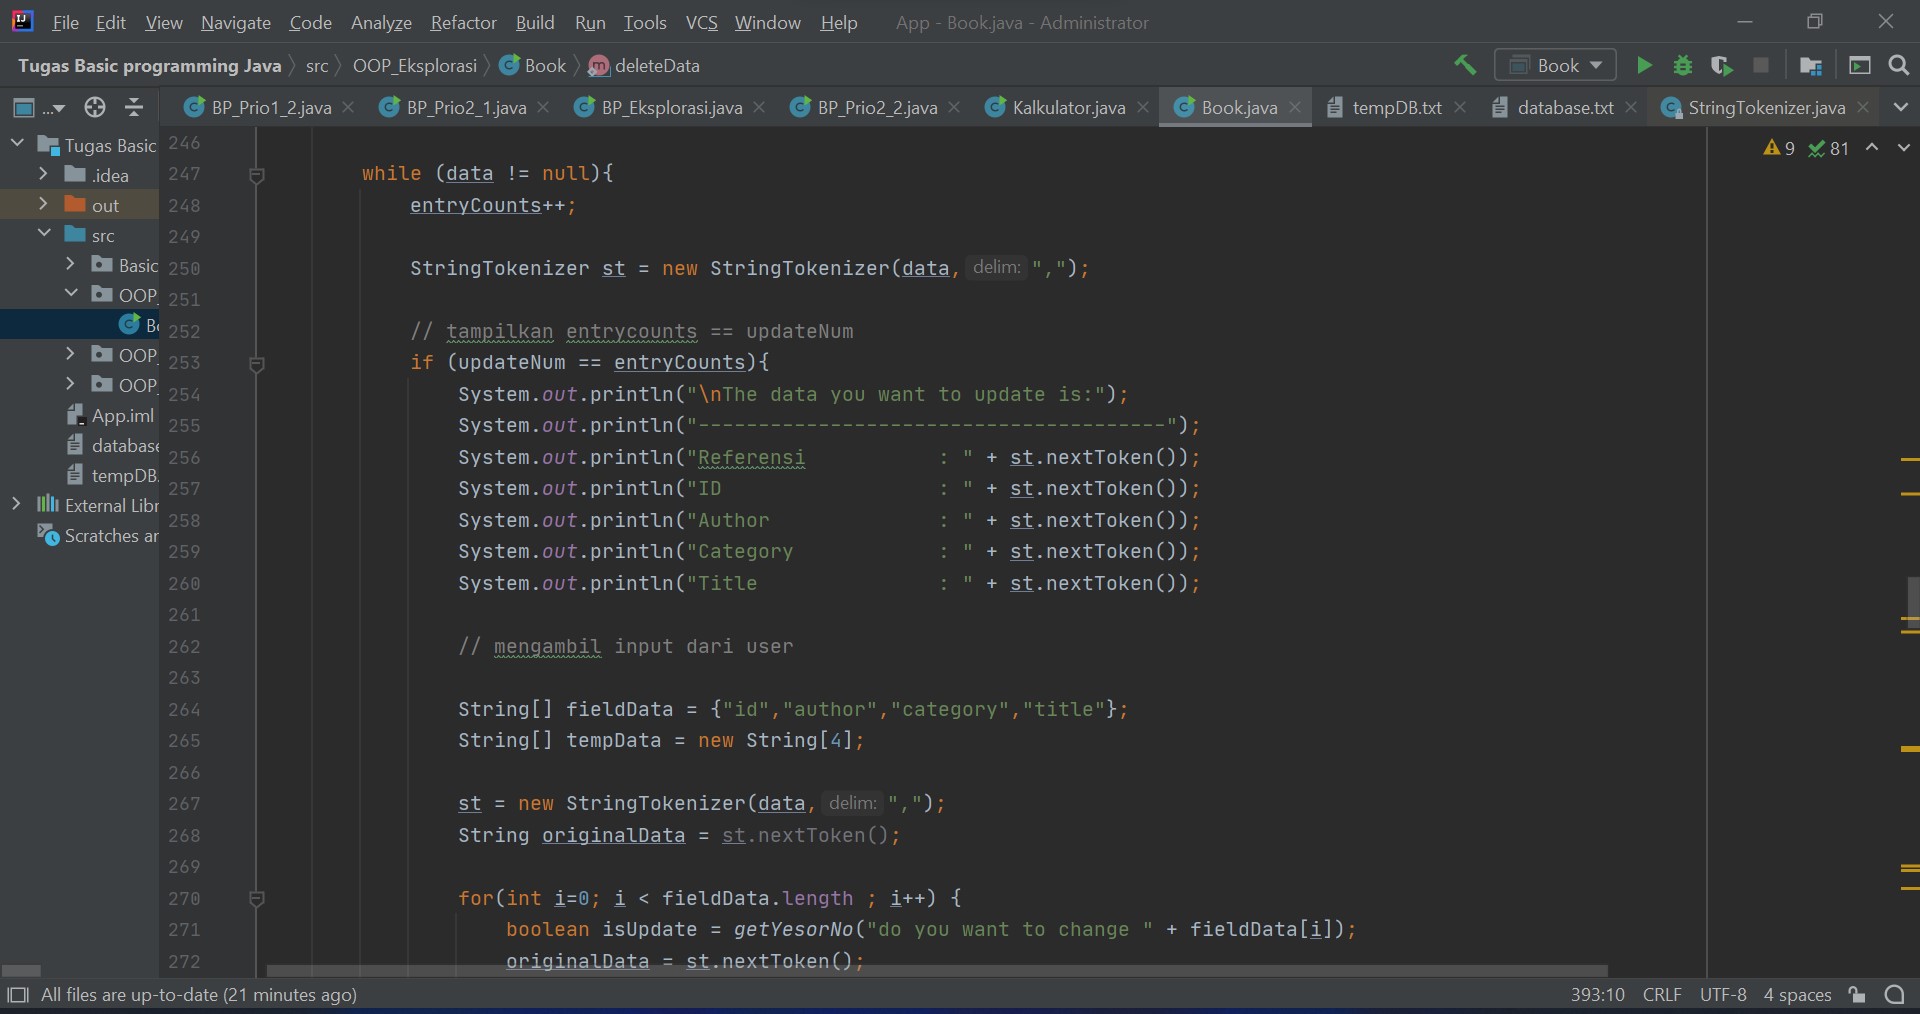 File Edit View Navigate Code Analyze Refactor Build Run Tools VCS Window Help App - Book.java - Administrator
Tugas Basic programming Java src OOP_Eksplorasi Book m deleteData Book
... BP_Prio1_2.java BP_Prio2_1.java BP_Eksplorasi.java BP_Prio2_2.java Kalkulator.java Book.java tempDB.txt database.txt StringTokenizer.java
Tugas Basic
.idea
out
src
Basic
OOP_
Bo
OOP_
OOP_
App.iml
database
tempDB.
External Libr
Scratches ar
9 81
246
247 while (data != null){
248 entryCounts++;
249
250 StringTokenizer st = new StringTokenizer(data, delim: ",");
251
252 // tampilkan entrycounts == updateNum
253 if (updateNum == entryCounts){
254 System.out.println("\nThe data you want to update is:");
255 System.out.println("---------------------------------------");
256 System.out.println("Referensi           : " + st.nextToken());
257 System.out.println("ID                  : " + st.nextToken());
258 System.out.println("Author              : " + st.nextToken());
259 System.out.println("Category            : " + st.nextToken());
260 System.out.println("Title               : " + st.nextToken());
261
262 // mengambil input dari user
263
264 String[] fieldData = {"id","author","category","title"};
265 String[] tempData = new String[4];
266
267 st = new StringTokenizer(data, delim: ",");
268 String originalData = st.nextToken();
269
270 for(int i=0; i < fieldData.length ; i++) {
271 boolean isUpdate = getYesorNo("do you want to change " + fieldData[i]);
272 originalData = st.nextToken();
All files are up-to-date (21 minutes ago) 393:10 CRLF UTF-8 4 spaces